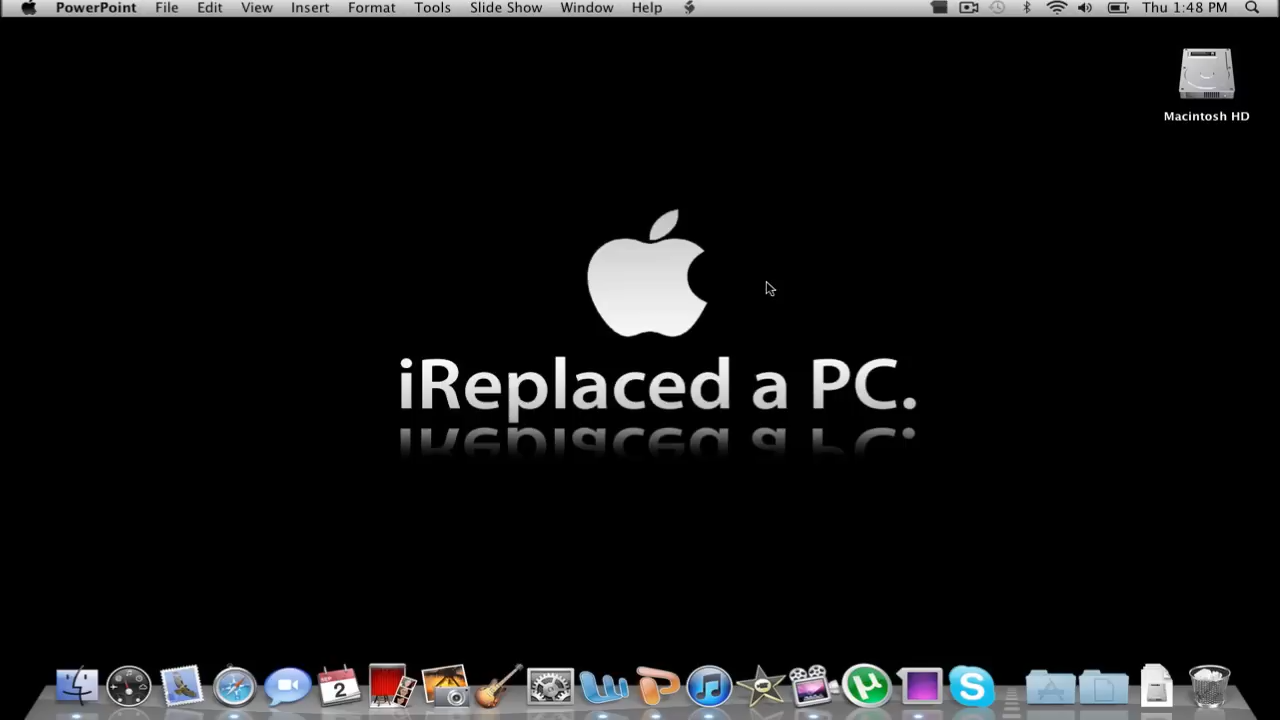 PowerPoint File Edit View Insert Format Tools Slide Show Window Help Thu 1:48 PM
Macintosh HD
iReplaced a PC.
2